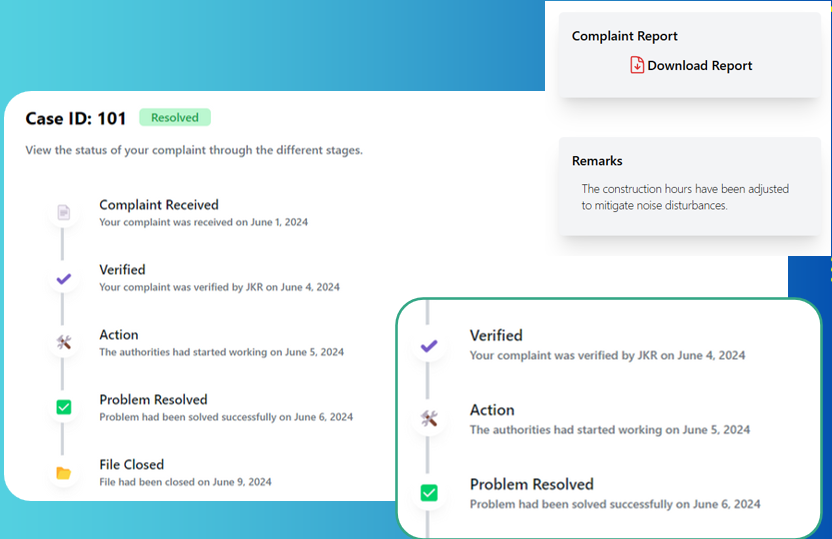 Complaint Report
Download Report
Case ID: 101 Resolved
View the status of your complaint through the different stages.
Remarks
The construction hours have been adjusted
to mitigate noise disturbances.
Complaint Received
Your complaint was received on June 1, 2024
Verified
Your complaint was verified by JKR on June 4, 2024
Action
The authorities had started working on June 5, 2024
Problem Resolved
Problem had been solved successfully on June 6, 2024
File Closed
File had been closed on June 9, 2024
Verified
Your complaint was verified by JKR on June 4, 2024
Action
The authorities had started working on June 5, 2024
Problem Resolved
Problem had been solved successfully on June 6, 2024